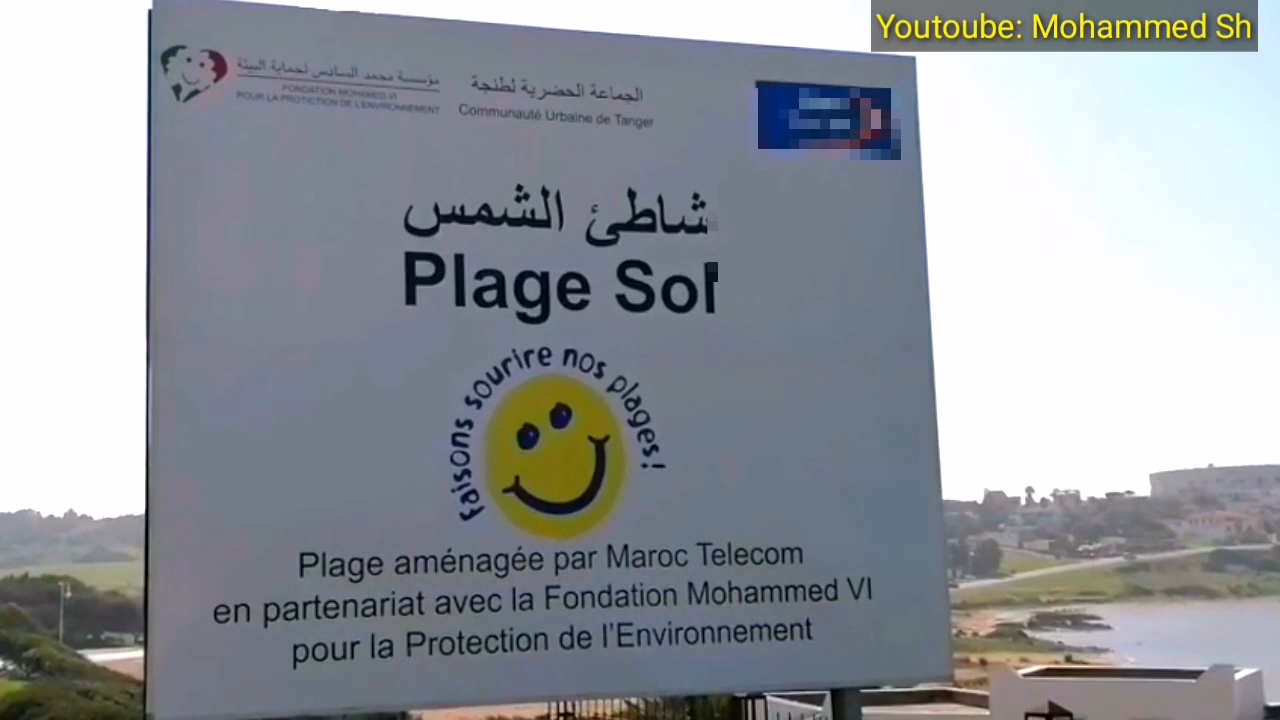 Youtoube: Mohammed Sh
مؤسسة محمد السادس لحماية البيئة
FONDATION MOHAMED VI
POUR LA PROTECTION DE L'ENVIRONNEMENT
الجماعة الحضرية لطنجة
Communauté Urbaine de Tanger
شاطئ الشمس
Plage Sol
Faisons sourire nos plages!
Plage aménagée par Maroc Telecom
en partenariat avec la Fondation Mohammed VI
pour la Protection de l'Environnement